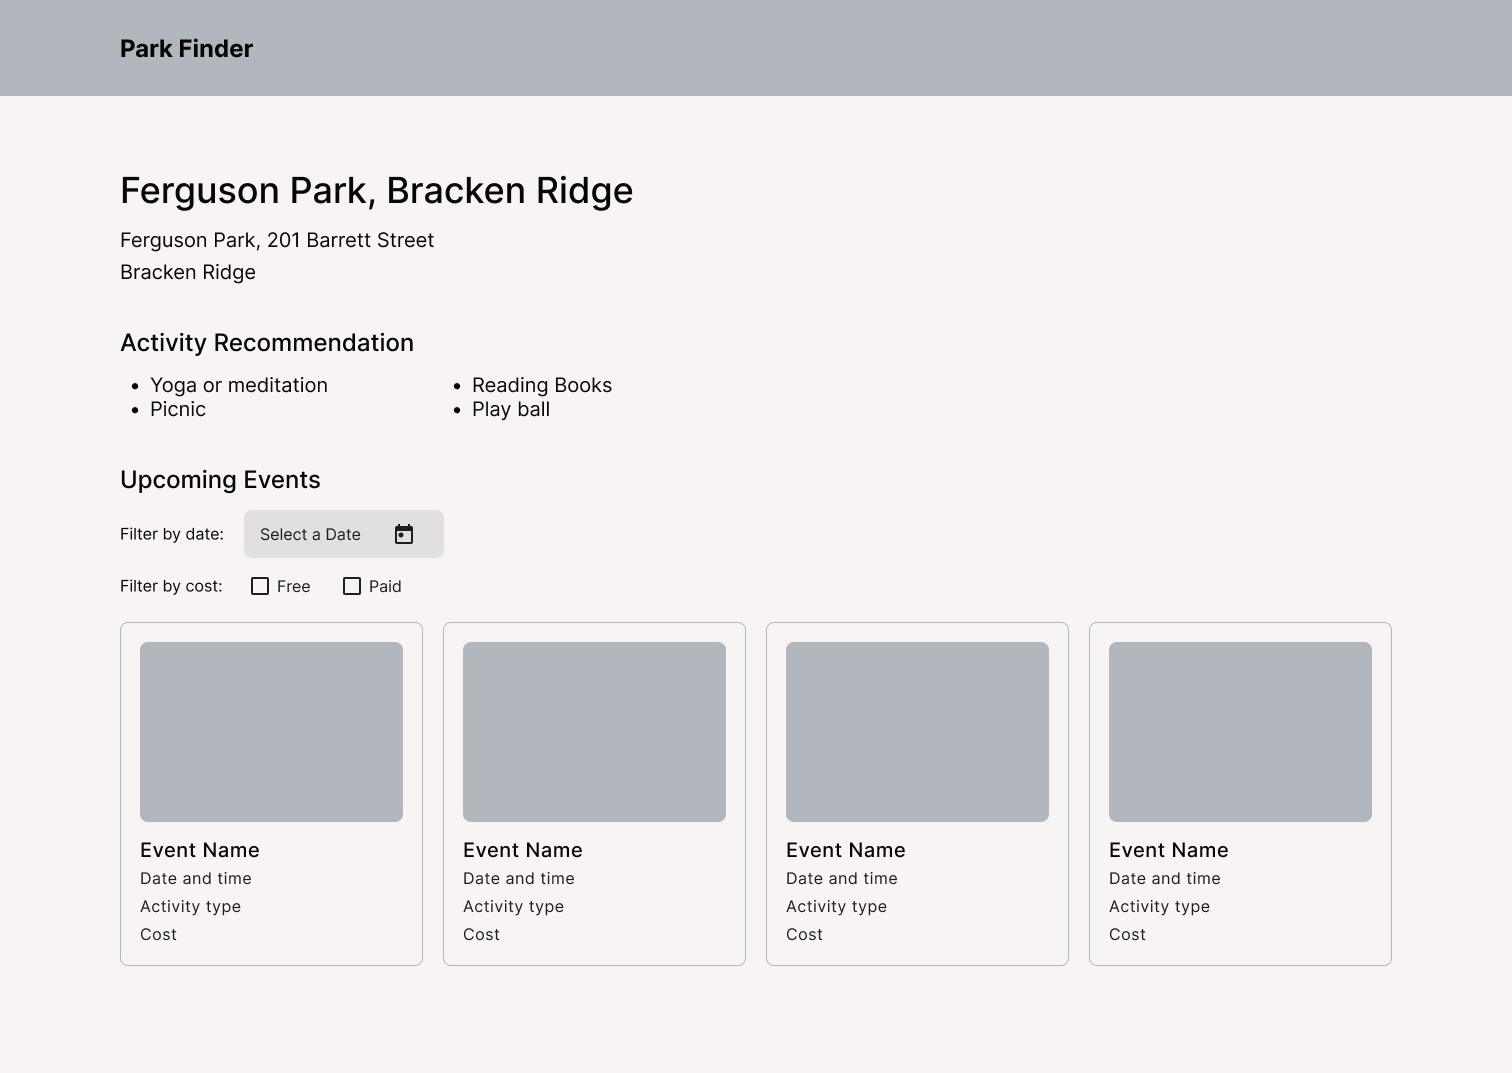 Park Finder
Ferguson Park, Bracken Ridge
Ferguson Park, 201 Barrett Street
Bracken Ridge
Activity Recommendation
• Yoga or meditation
• Picnic
• Reading Books
• Play ball
Upcoming Events
Filter by date: Select a Date
Filter by cost: Free Paid
Event Name
Date and time
Activity type
Cost
Event Name
Date and time
Activity type
Cost
Event Name
Date and time
Activity type
Cost
Event Name
Date and time
Activity type
Cost